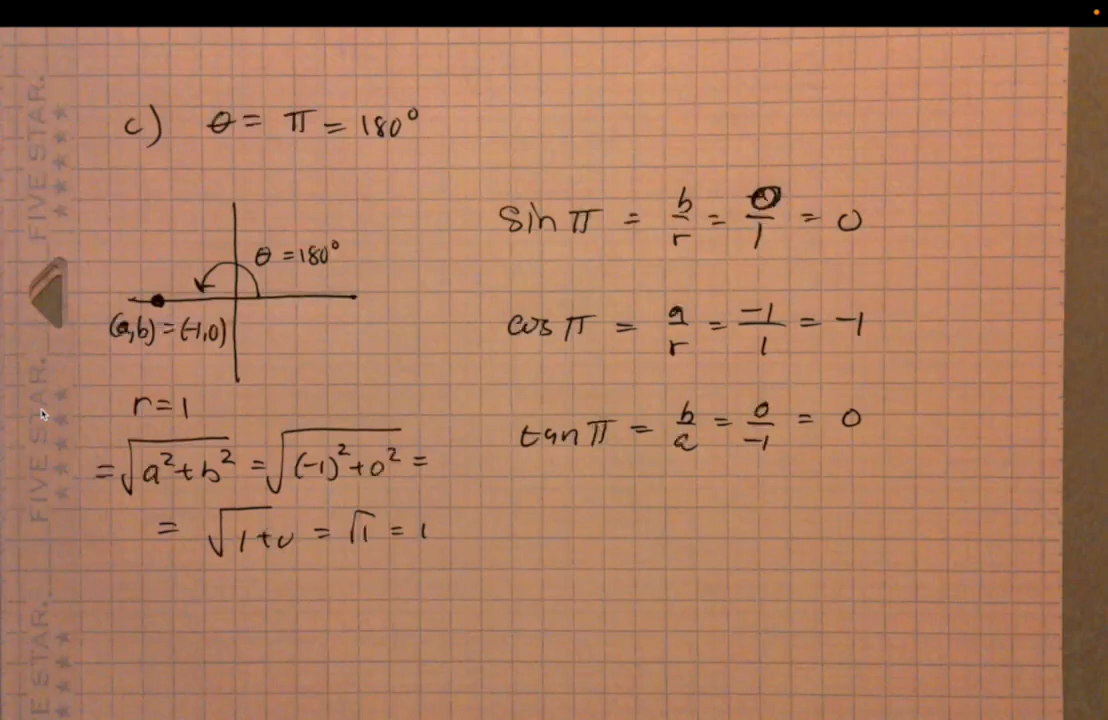 c) θ = π = 180°
θ = 180°
(a,b) = (-1,0)
r = 1
= √(a² + b²) = √((-1)² + 0²) =
= √(1+0) = √1 = 1
sin π = b/r = 0/1 = 0
cos π = a/r = -1/1 = -1
tan π = b/a = 0/-1 = 0
FIVE STAR.
FIVE STAR.
E STAR.